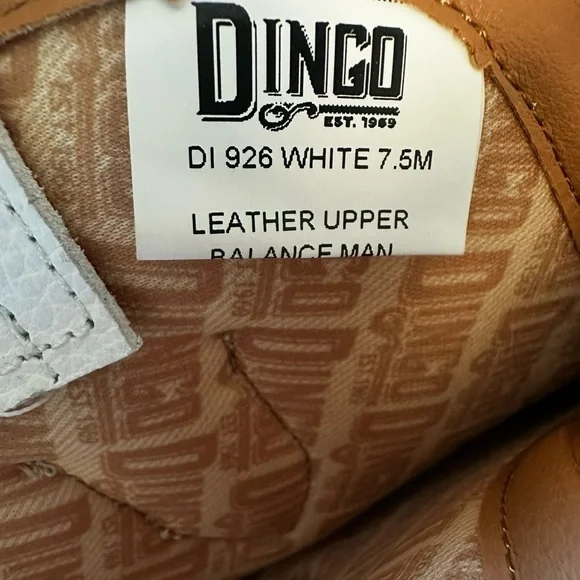 DINGO
EST. 1969
DI 926 WHITE 7.5M
LEATHER UPPER
BALANCE MAN